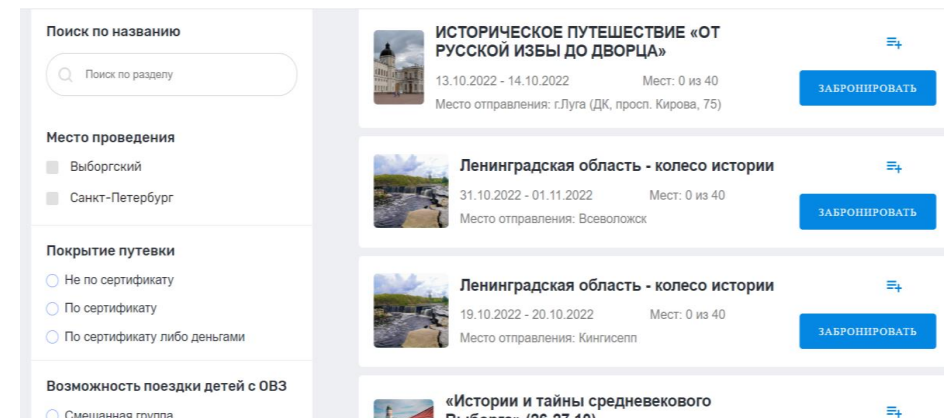 Поиск по названию
Поиск по разделу
Место проведения
Выборгский
Санкт-Петербург
Покрытие путевки
Не по сертификату
По сертификату
По сертификату либо деньгами
Возможность поездки детей с ОВЗ
Смешанная группа
ИСТОРИЧЕСКОЕ ПУТЕШЕСТВИЕ «ОТ
РУССКОЙ ИЗБЫ ДО ДВОРЦА»
13.10.2022 - 14.10.2022 Мест: 0 из 40
Место отправления: г.Луга (ДК, просп. Кирова, 75)
ЗАБРОНИРОВАТЬ
Ленинградская область - колесо истории
31.10.2022 - 01.11.2022 Мест: 0 из 40
Место отправления: Всеволожск
ЗАБРОНИРОВАТЬ
Ленинградская область - колесо истории
19.10.2022 - 20.10.2022 Мест: 0 из 40
Место отправления: Кингисепп
ЗАБРОНИРОВАТЬ
«Истории и тайны средневекового
Выборга» (26-27.10)